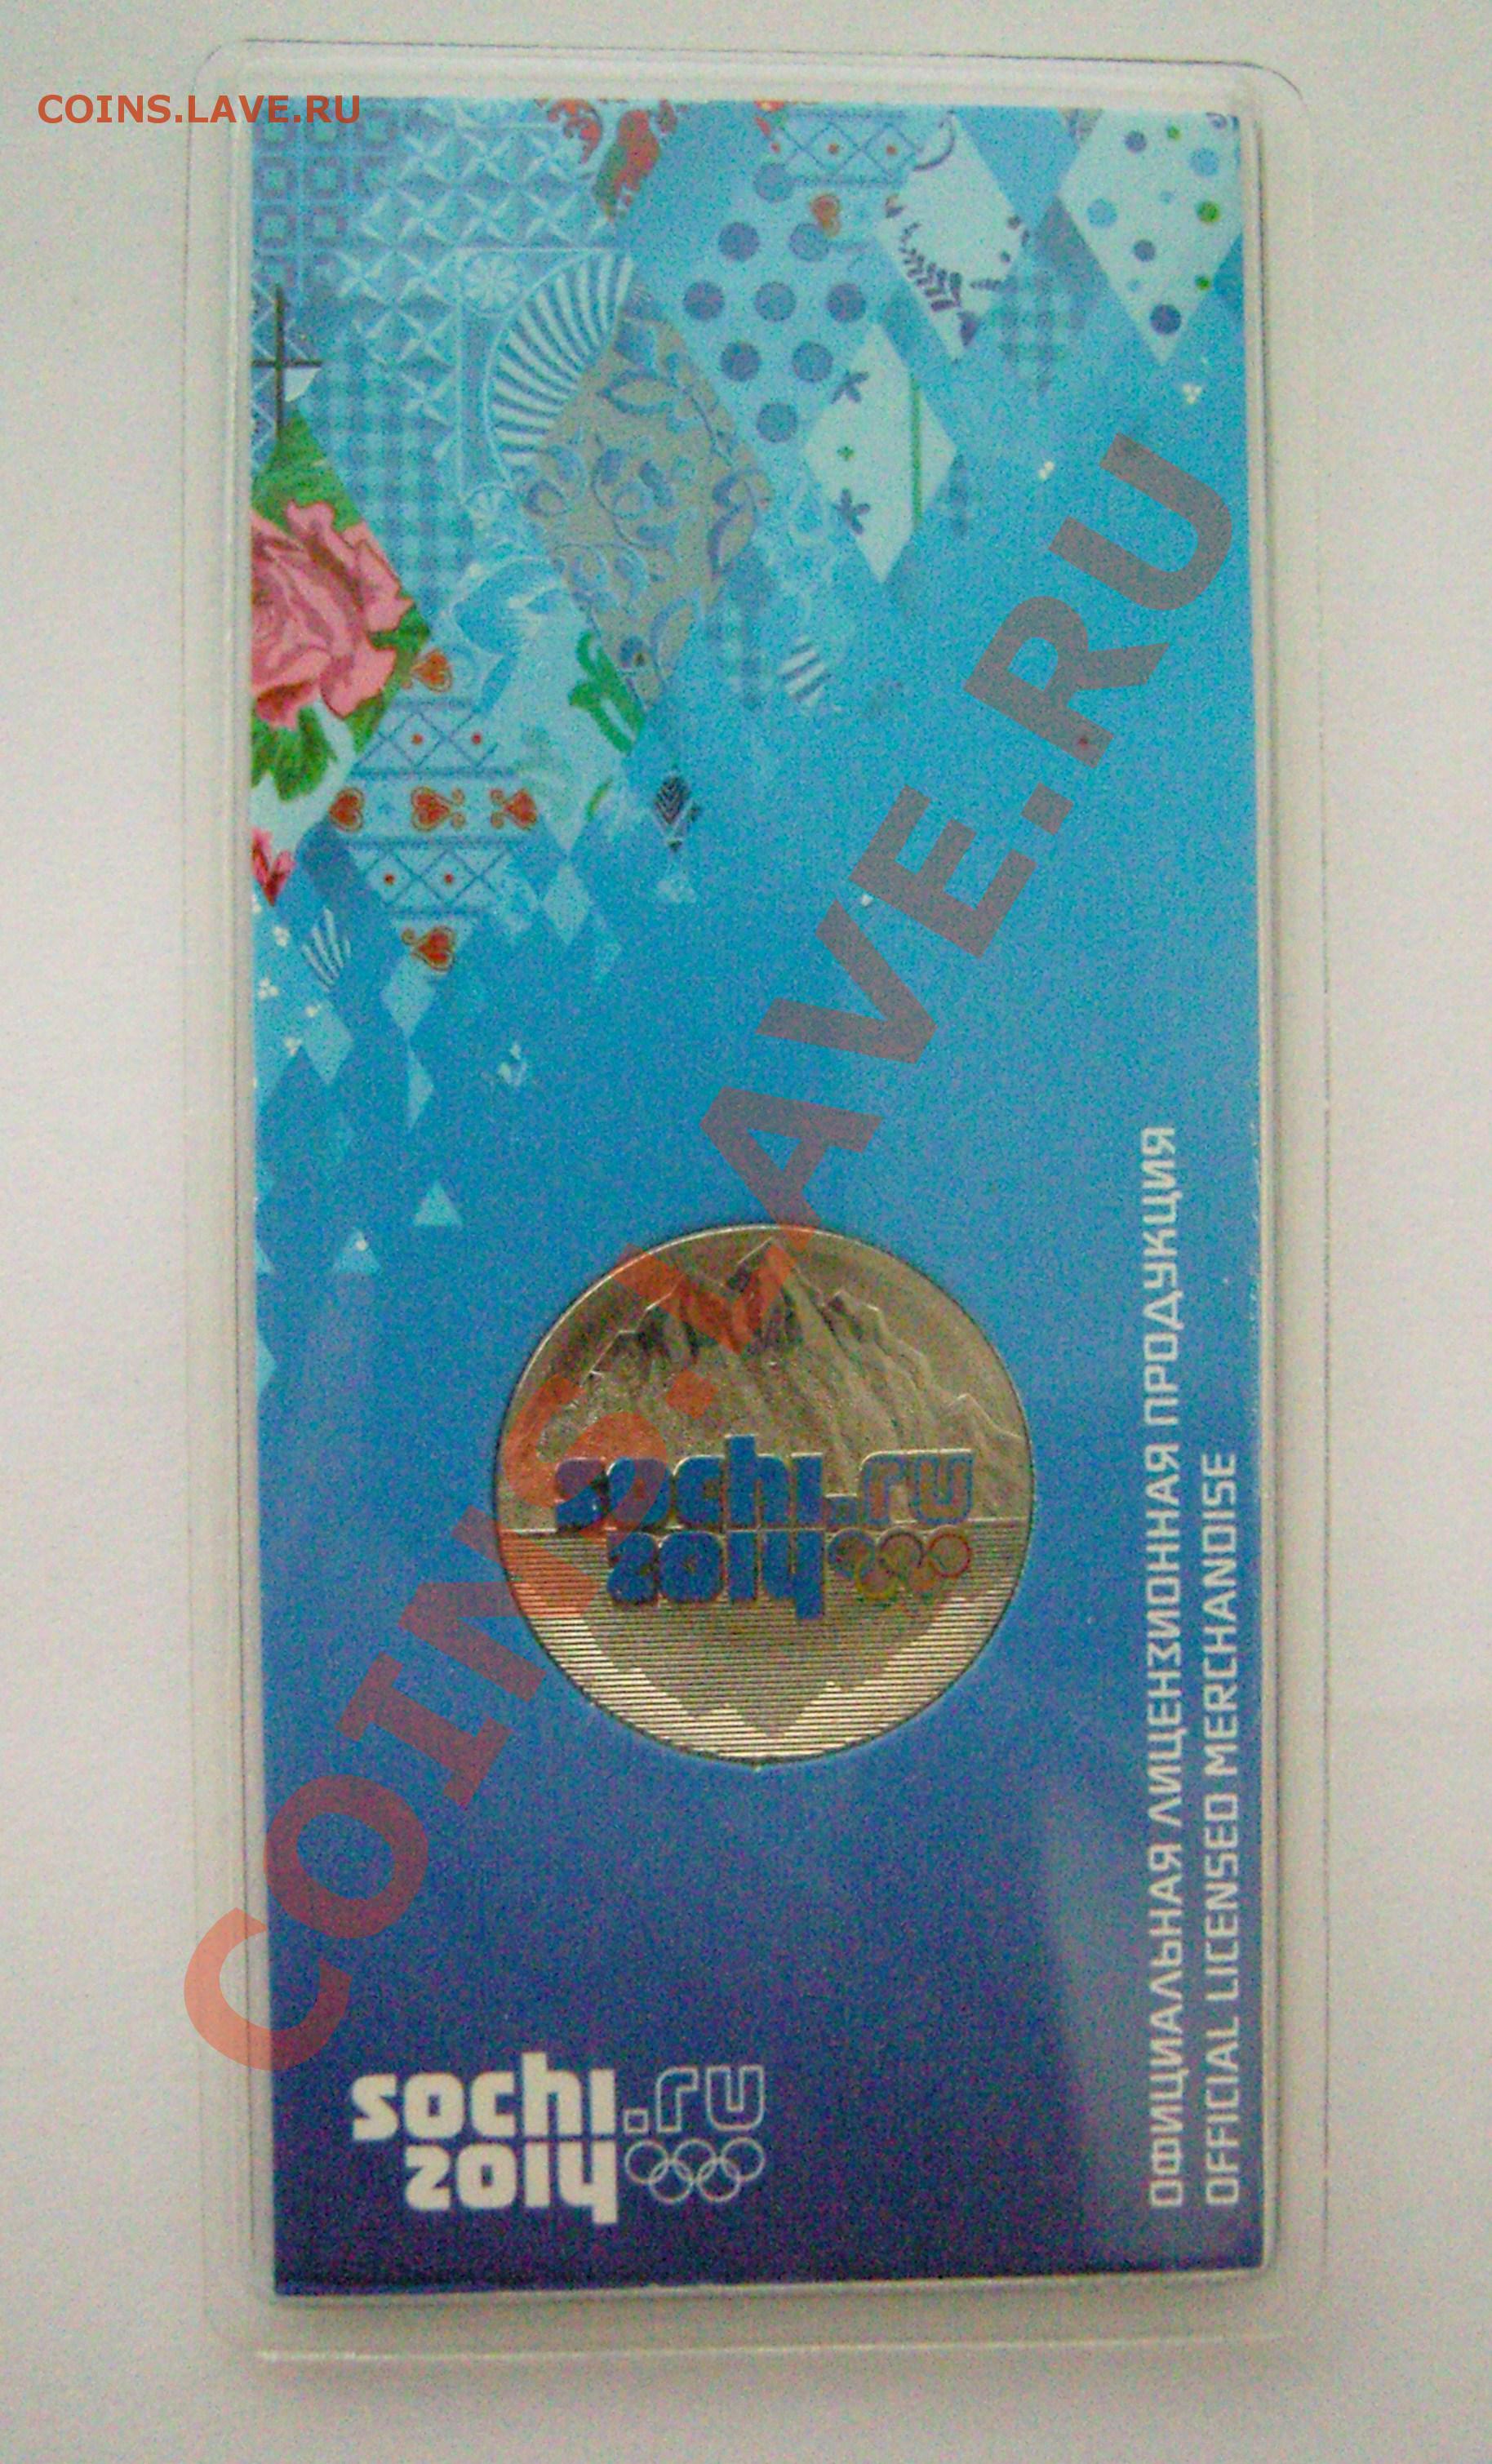 COINS.LAVE.RU
COINS.LAVE.RU
sochi.ru
2014
sochi.ru
2014
ОФИЦИАЛЬНАЯ ЛИЦЕНЗИОННАЯ ПРОДУКЦИЯ
OFFICIAL LICENSED MERCHANDISE